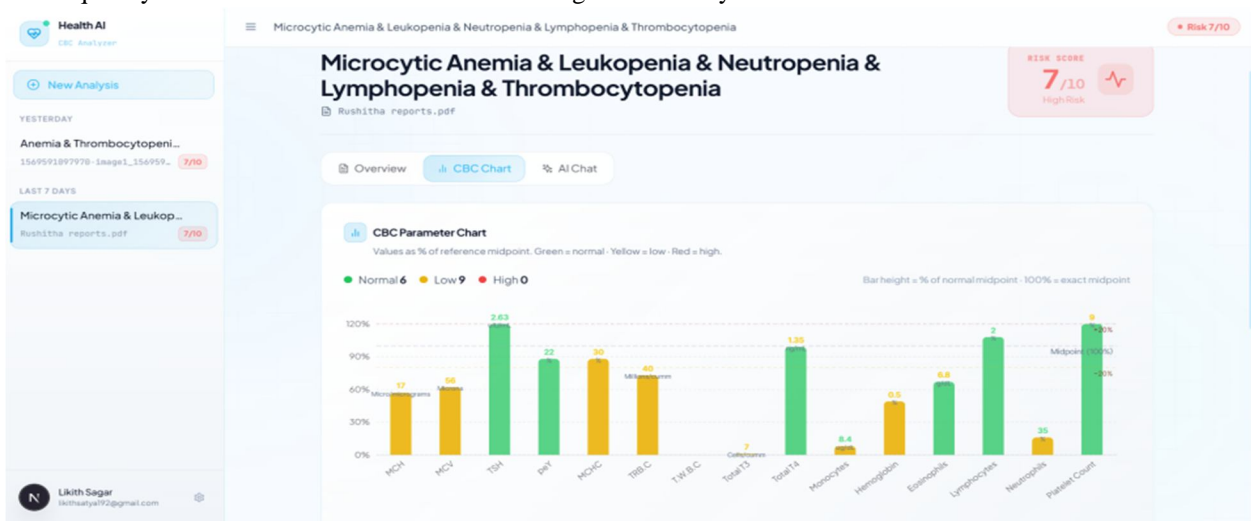 Health AI
CBC Analyzer
New Analysis
YESTERDAY
Anemia & Thrombocytopeni...
7/10
LAST 7 DAYS
Microcytic Anemia & Leukop...
Rushitha reports.pdf 7/10
Likith Sagar
likithsatya192@gmail.com
Microcytic Anemia & Leukopenia & Neutropenia & Lymphopenia & Thrombocytopenia
Risk 7/10
Microcytic Anemia & Leukopenia & Neutropenia &
Lymphopenia & Thrombocytopenia
Rushitha reports.pdf
RISK SCORE
7/10
High Risk
Overview CBC Chart AI Chat
CBC Parameter Chart
Values as % of reference midpoint. Green = normal · Yellow = low · Red = high.
Normal 6 Low 9 High 0
Bar height = % of normal midpoint · 100% = exact midpoint
120%
90%
60%
30%
0%
17
56
2.63
22
30
40
7
1.35
8.4
0.5
6.8
2
35
9
Midpoint (100%)
-20%
MCH
MCV
TSH
MCHC
T.W.B.C
Total T3
Total T4
Monocytes
Hemoglobin
Eosinophils
Lymphocytes
Neutrophils
Platelet Count